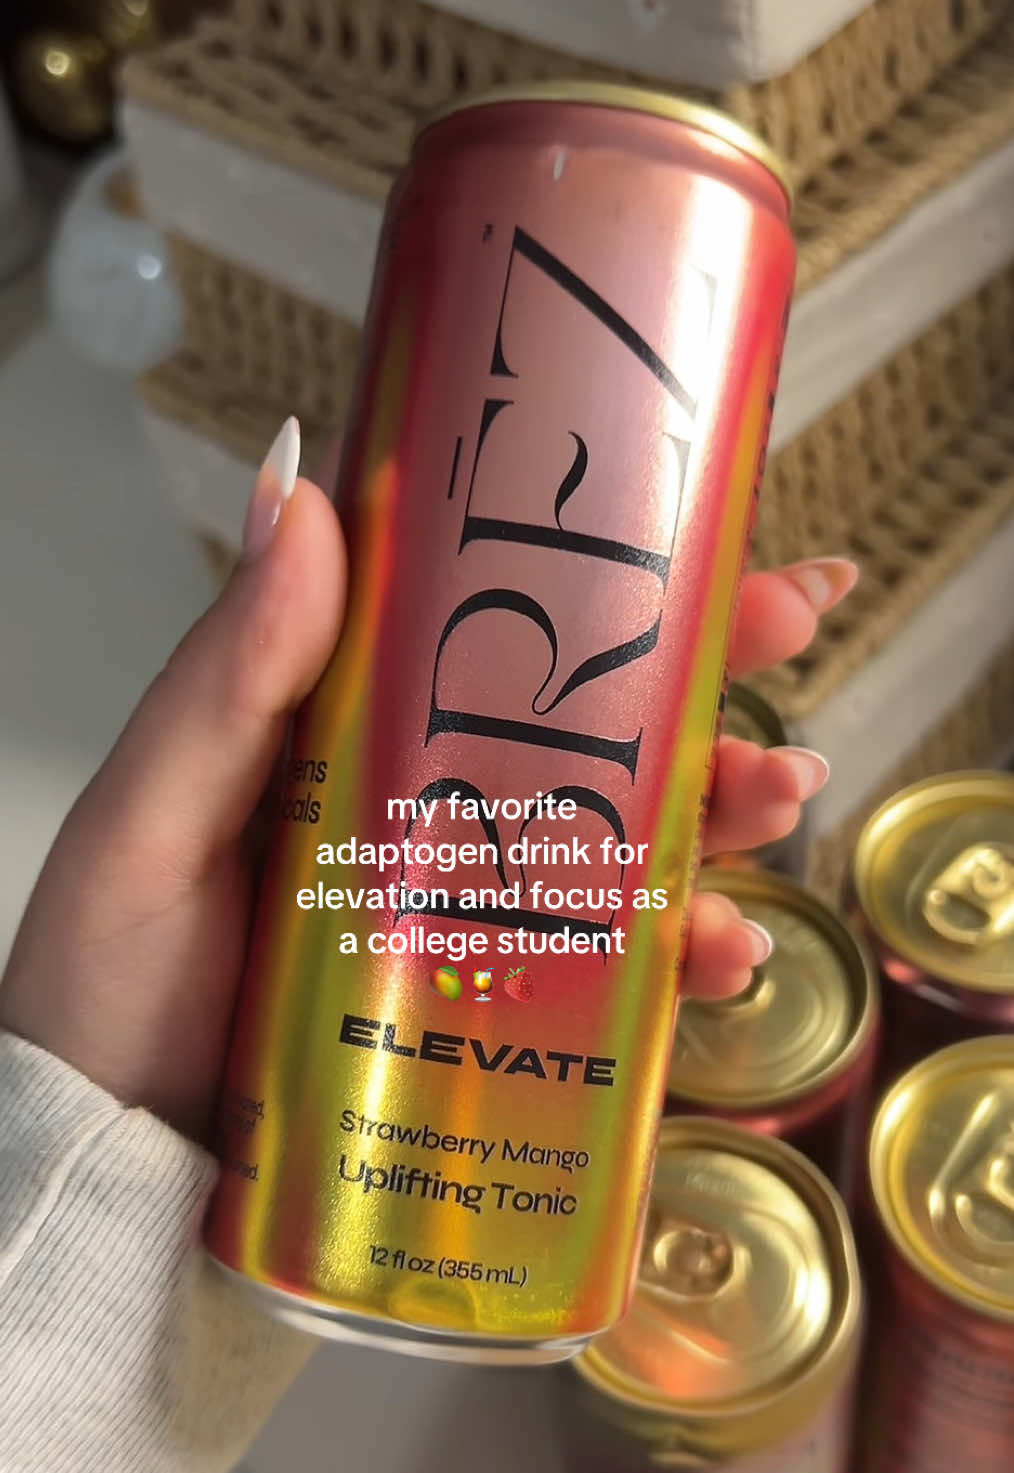 BRĒZ
my favorite
adaptogen drink for
elevation and focus as
a college student
🥭🍹🍓
ELEVATE
Strawberry Mango
Uplifting Tonic
12 fl oz (355 mL)